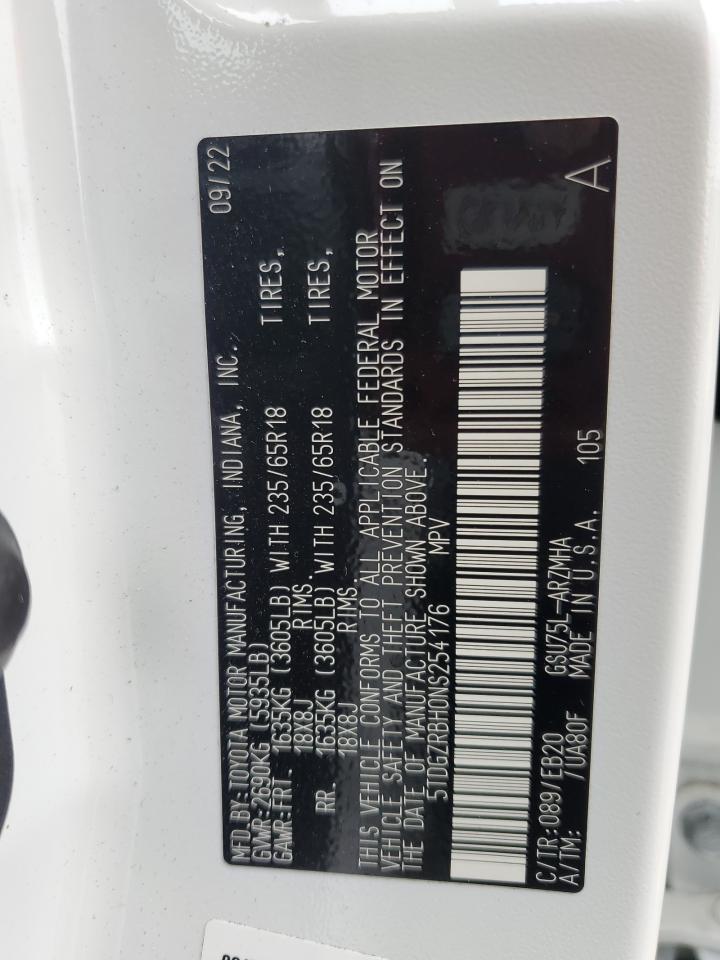 MFD BY:TOYOTA MOTOR MANUFACTURING, INDIANA, INC. 09/22
GVWR:2690KG (5935LB)
GAWR:FRT. 1635KG (3605LB) WITH 235/65R18 TIRES,
18X8J RIMS.
RR. 1635KG (3605LB) WITH 235/65R18 TIRES,
18X8J RIMS.
THIS VEHICLE CONFORMS TO ALL APPLICABLE FEDERAL MOTOR
VEHICLE SAFETY AND THEFT PREVENTION STANDARDS IN EFFECT ON
THE DATE OF MANUFACTURE SHOWN ABOVE.
5TDGZRBH0NS254176 MPV
C/TR:089/EB20 GSU75L-ARZMHA 105 A
A/TM: /UA80F MADE IN U.S.A.